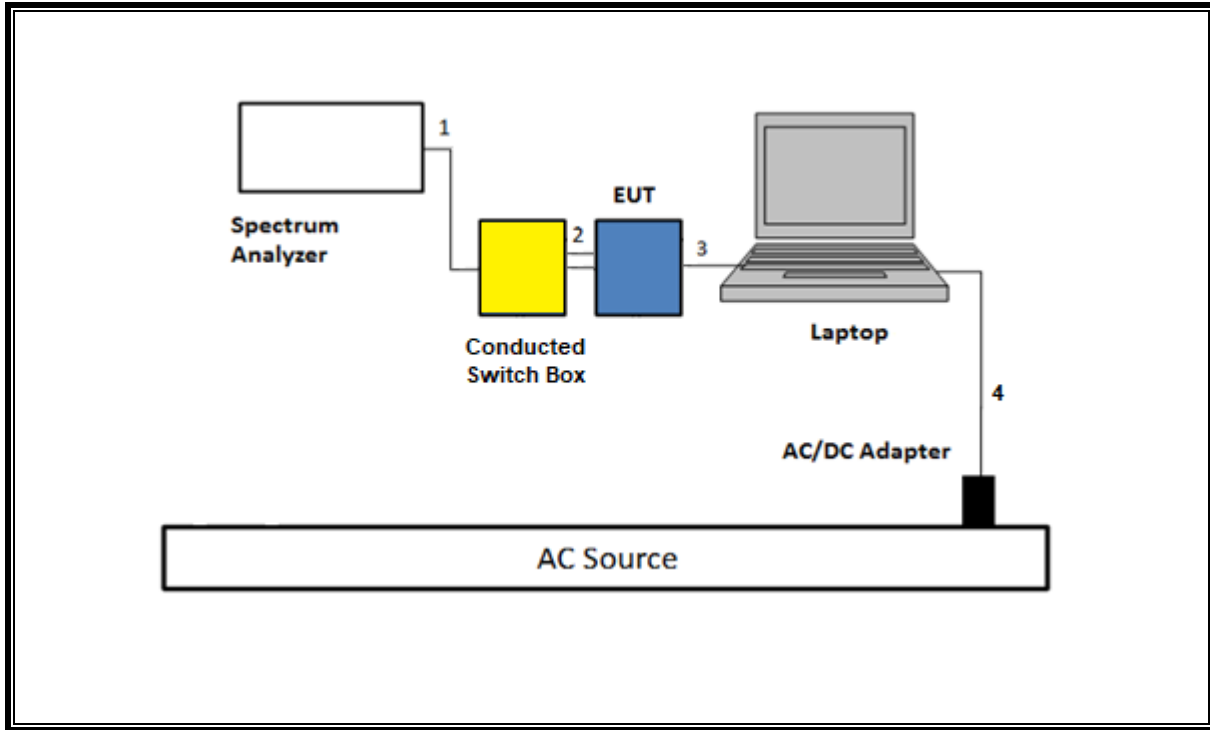 1
Spectrum
Analyzer
Conducted
Switch Box
2
EUT
3
Laptop
4
AC/DC Adapter
AC Source